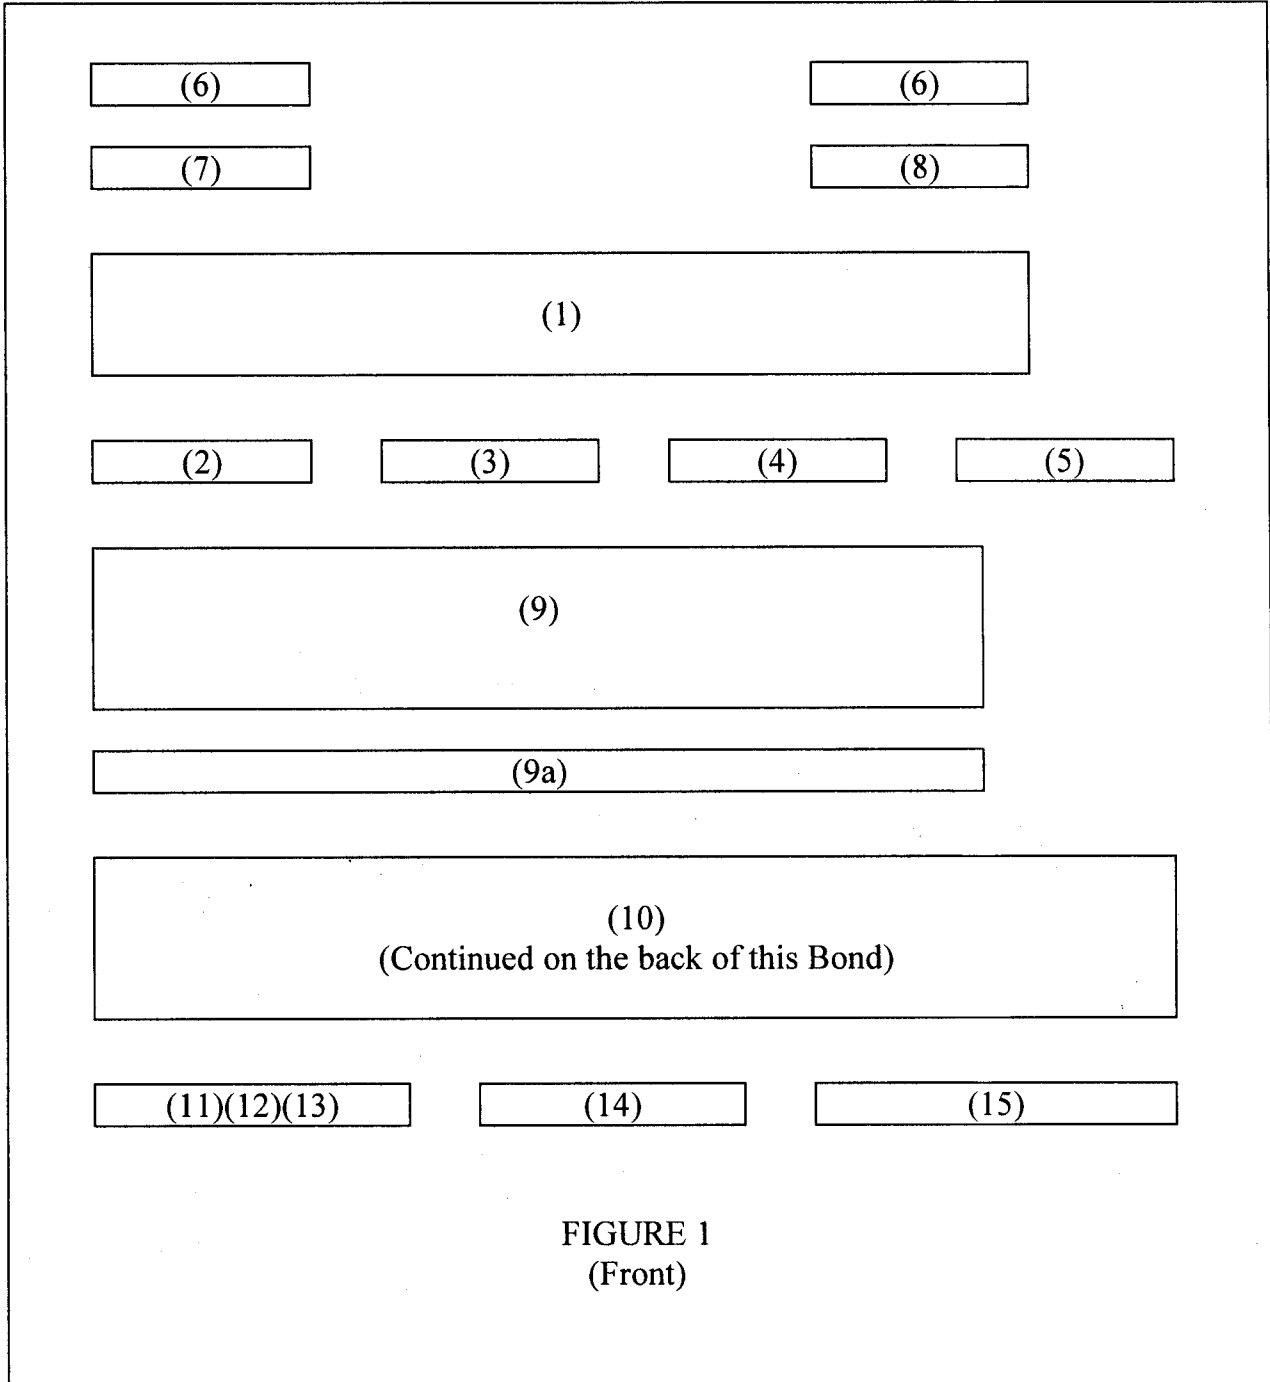 (6) (6)
(7) (8)
(1)
(2) (3) (4) (5)
(9)
(9a)
(10)
(Continued on the back of this Bond)
(11)(12)(13) (14) (15)
FIGURE 1
(Front)